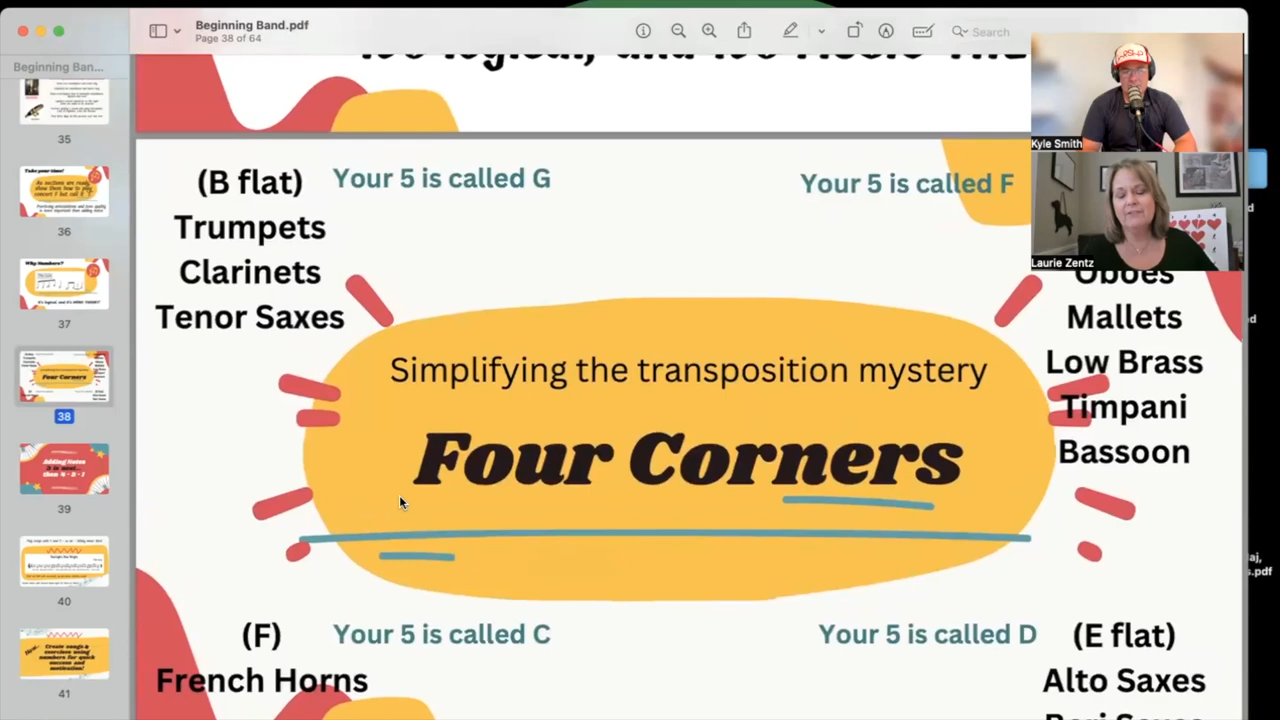 Beginning Band.pdf
Page 38 of 64
Search
Beginning Ban...
35
36
37
38
39
40
41
Kyle Smith
Laurie Zentz
(B flat)
Your 5 is called G
Your 5 is called F
Trumpets
Clarinets
Tenor Saxes
Oboes
Mallets
Low Brass
Timpani
Bassoon
Simplifying the transposition mystery
Four Corners
(F)
Your 5 is called C
Your 5 is called D
(E flat)
French Horns
Alto Saxes